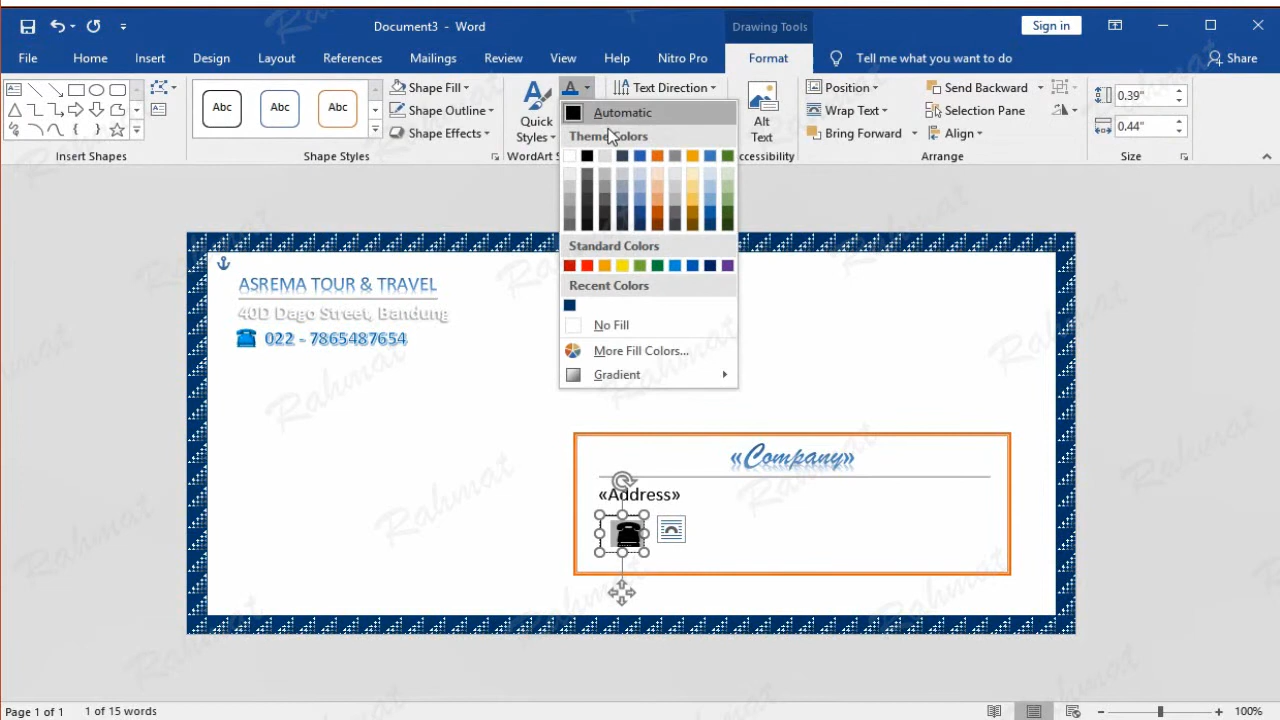 Document3 - Word
Drawing Tools
Sign in
File Home Insert Design Layout References Mailings Review View Help Nitro Pro Format Tell me what you want to do Share
Abc Abc Abc
Shape Fill
Shape Outline
Shape Effects
Quick
Styles
A
Text Direction
Alt
Text
Position
Wrap Text
Bring Forward
Send Backward
Selection Pane
Align
0.39"
0.44"
Insert Shapes Shape Styles WordArt S ccessibility Arrange Size
Automatic
Theme Colors
Standard Colors
Recent Colors
No Fill
More Fill Colors...
Gradient
ASREMA TOUR & TRAVEL
40D Dago Street, Bandung
022 - 7865487654
«Company»
«Address»
Rahmat
Page 1 of 1 1 of 15 words 100%